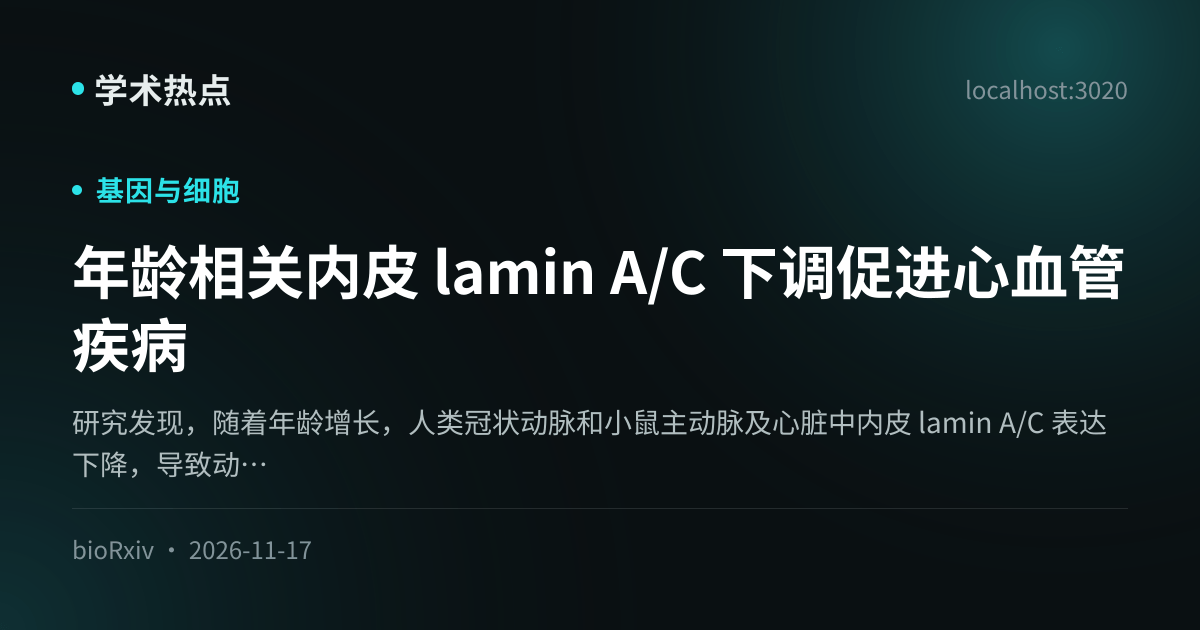 学术热点
localhost:3020
基因与细胞
年龄相关内皮 lamin A/C 下调促进心血管
疾病
研究发现，随着年龄增长，人类冠状动脉和小鼠主动脉及心脏中内皮 lamin A/C 表达
下降，导致动…
bioRxiv • 2026-11-17